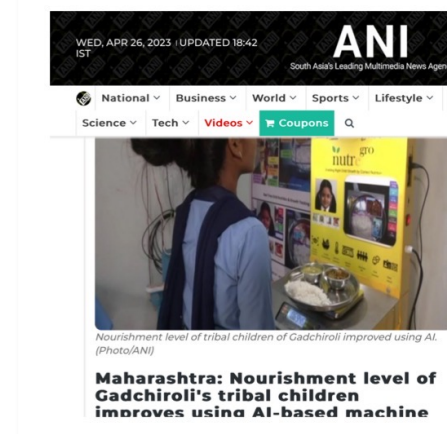 WED, APR 26, 2023 | UPDATED 18:42
IST
ANI
South Asia's Leading Multimedia News Agen
National
Business
World
Sports
Lifestyle
Science
Tech
Videos
Coupons
gro
nutr
Nourishment level of tribal children of Gadchiroli improved using AI.
(Photo/ANI)
Maharashtra: Nourishment level of
Gadchiroli's tribal children
improves using AI-based machine